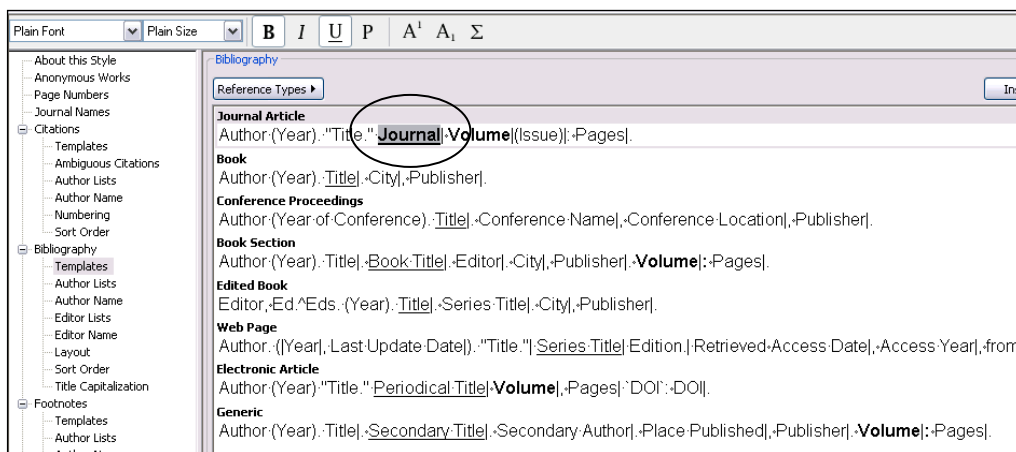 Plain Font Plain Size B I U P A¹ A₁ Σ
About this Style
Anonymous Works
Page Numbers
Journal Names
Citations
Templates
Ambiguous Citations
Author Lists
Author Name
Numbering
Sort Order
Bibliography
Templates
Author Lists
Author Name
Editor Lists
Editor Name
Layout
Sort Order
Title Capitalization
Footnotes
Templates
Author Lists
Bibliography
Reference Types
Journal Article
Author·(Year).·"Title."·Journal|·Volume|(Issue)|:·Pages|.
Book
Author·(Year).·Title|.·City|,·Publisher|.
Conference Proceedings
Author·(Year·of·Conference).·Title|.·Conference·Name|,·Conference·Location|,·Publisher|.
Book Section
Author·(Year).·Title|.·Book·Title|.·Editor|.·City|,·Publisher|.·Volume|:·Pages|.
Edited Book
Editor,·Ed.^Eds.·(Year).·Title|.·Series·Title|.·City|,·Publisher|.
Web Page
Author.·(|Year|,·Last·Update·Date|).·"Title."|·Series·Title|·Edition.|·Retrieved·Access·Date|,·Access·Year|,·from
Electronic Article
Author·(Year)·"Title."·Periodical·Title|·Volume|,·Pages|·`DOI`:·DOI|.
Generic
Author·(Year).·Title|.·Secondary·Title|.·Secondary·Author|.·Place·Published|,·Publisher|.·Volume|:·Pages|.